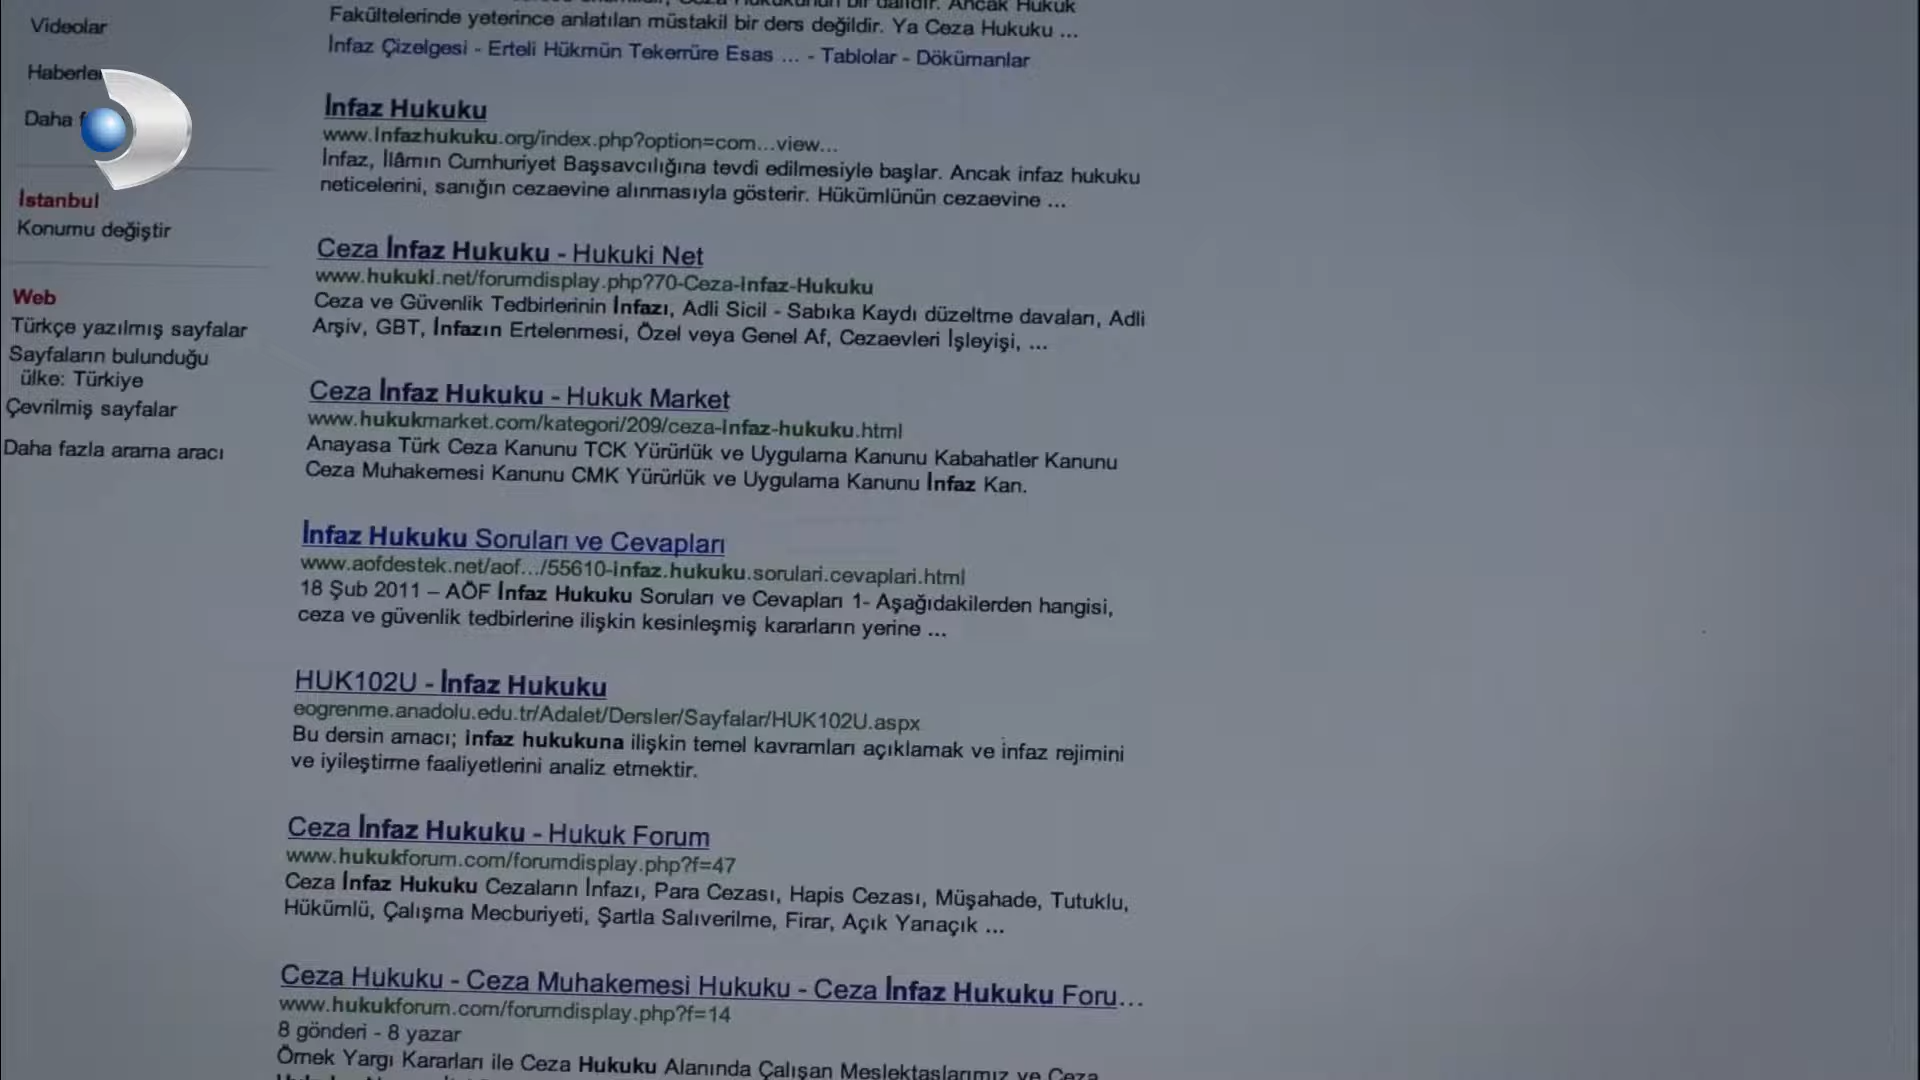 Videolar
Haberle
Daha f
İstanbul
Konumu değiştir
Web
Türkçe yazılmış sayfalar
Sayfaların bulunduğu
ülke: Türkiye
Çevrilmiş sayfalar
Daha fazla arama aracı
Fakültelerinde yeterince anlatılan müstakil bir ders değildir. Ya Ceza Hukuku ...
İnfaz Çizelgesi - Erteli Hükmün Tekerrüre Esas ... - Tablolar - Dökümanlar
İnfaz Hukuku
www.infazhukuku.org/index.php?option=com...view...
İnfaz, İlâmın Cumhuriyet Başsavcılığına tevdi edilmesiyle başlar. Ancak infaz hukuku
neticelerini, sanığın cezaevine alınmasıyla gösterir. Hükümlünün cezaevine ...
Ceza İnfaz Hukuku - Hukuki Net
www.hukuki.net/forumdisplay.php?70-Ceza-infaz-Hukuku
Ceza ve Güvenlik Tedbirlerinin İnfazı, Adli Sicil - Sabıka Kaydı düzeltme davaları, Adli
Arşiv, GBT, İnfazın Ertelenmesi, Özel veya Genel Af, Cezaevleri İşleyişi, ...
Ceza İnfaz Hukuku - Hukuk Market
www.hukukmarket.com/kategori/209/ceza-infaz-hukuku.html
Anayasa Türk Ceza Kanunu TCK Yürürlük ve Uygulama Kanunu Kabahatler Kanunu
Ceza Muhakemesi Kanunu CMK Yürürlük ve Uygulama Kanunu İnfaz Kan.
İnfaz Hukuku Soruları ve Cevapları
www.aofdestek.net/aof.../55610-infaz.hukuku.sorulari.cevaplari.html
18 Şub 2011 – AÖF İnfaz Hukuku Soruları ve Cevapları 1- Aşağıdakilerden hangisi,
ceza ve güvenlik tedbirlerine ilişkin kesinleşmiş kararların yerine ...
HUK102U - İnfaz Hukuku
eogrenme.anadolu.edu.tr/Adalet/Dersler/Sayfalar/HUK102U.aspx
Bu dersin amacı; infaz hukukuna ilişkin temel kavramları açıklamak ve infaz rejimini
ve iyileştirme faaliyetlerini analiz etmektir.
Ceza İnfaz Hukuku - Hukuk Forum
www.hukukforum.com/forumdisplay.php?f=47
Ceza İnfaz Hukuku Cezaların İnfazı, Para Cezası, Hapis Cezası, Müşahade, Tutuklu,
Hükümlü, Çalışma Mecburiyeti, Şartla Salıverilme, Firar, Açık Yarıaçık ...
Ceza Hukuku - Ceza Muhakemesi Hukuku - Ceza İnfaz Hukuku Foru...
www.hukukforum.com/forumdisplay.php?f=14
8 gönderi - 8 yazar
Örnek Yargı Kararları ile Ceza Hukuku Alanında Çalışan Meslektaşlarımız ve Ceza